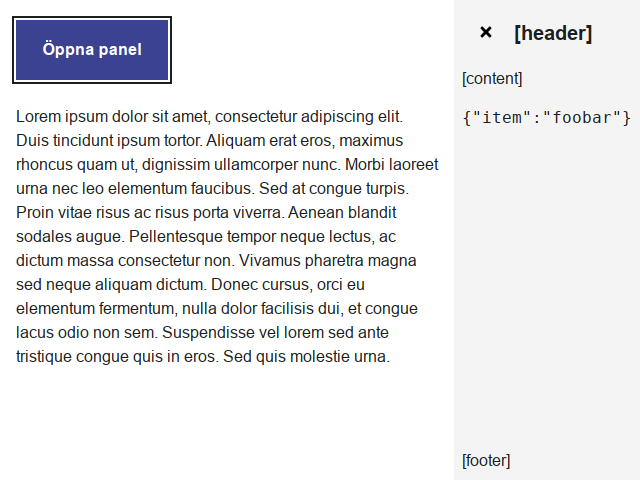 Öppna panel
Lorem ipsum dolor sit amet, consectetur adipiscing elit.
Duis tincidunt ipsum tortor. Aliquam erat eros, maximus
rhoncus quam ut, dignissim ullamcorper nunc. Morbi laoreet
urna nec leo elementum faucibus. Sed at congue turpis.
Proin vitae risus ac risus porta viverra. Aenean blandit
sodales augue. Pellentesque tempor neque lectus, ac
dictum massa consectetur non. Vivamus pharetra magna
sed neque aliquam dictum. Donec cursus, orci eu
elementum fermentum, nulla dolor facilisis dui, et congue
lacus odio non sem. Suspendisse vel lorem sed ante
tristique congue quis in eros. Sed quis molestie urna.
[header]
[content]
{"item":"foobar"}
[footer]